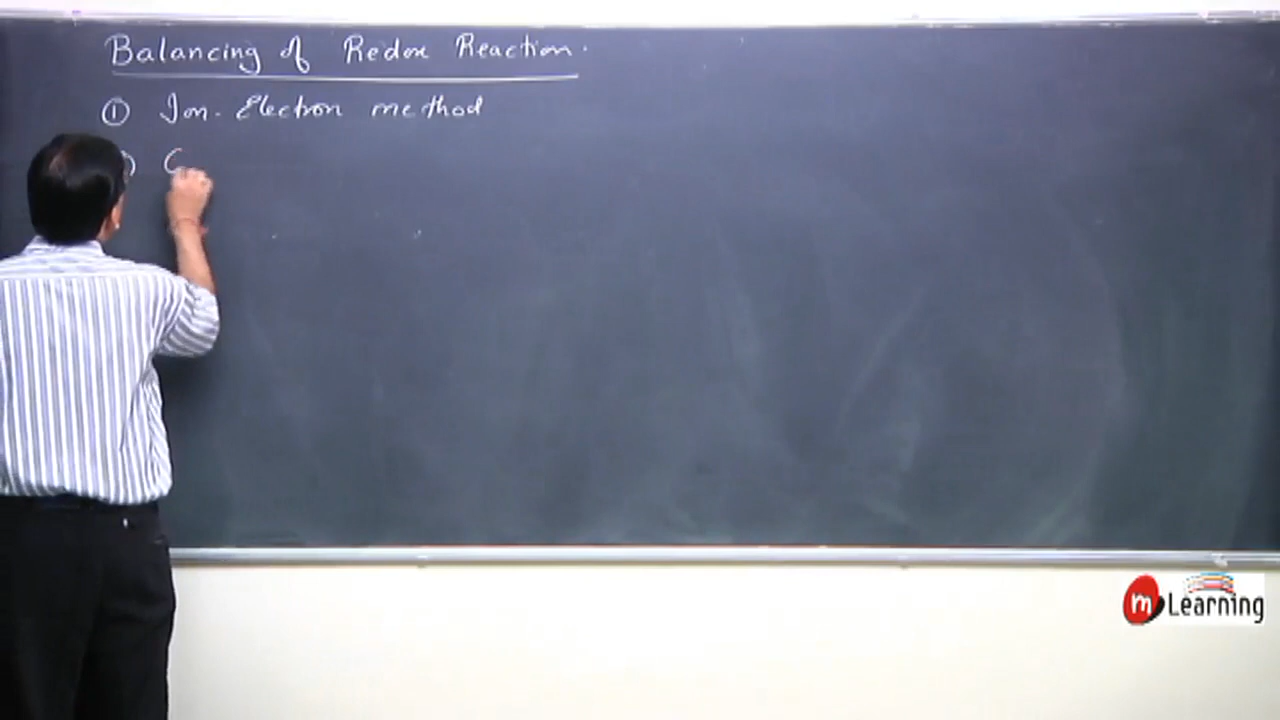 Balancing of Redox Reaction.
① Ion-Electron method
m Learning